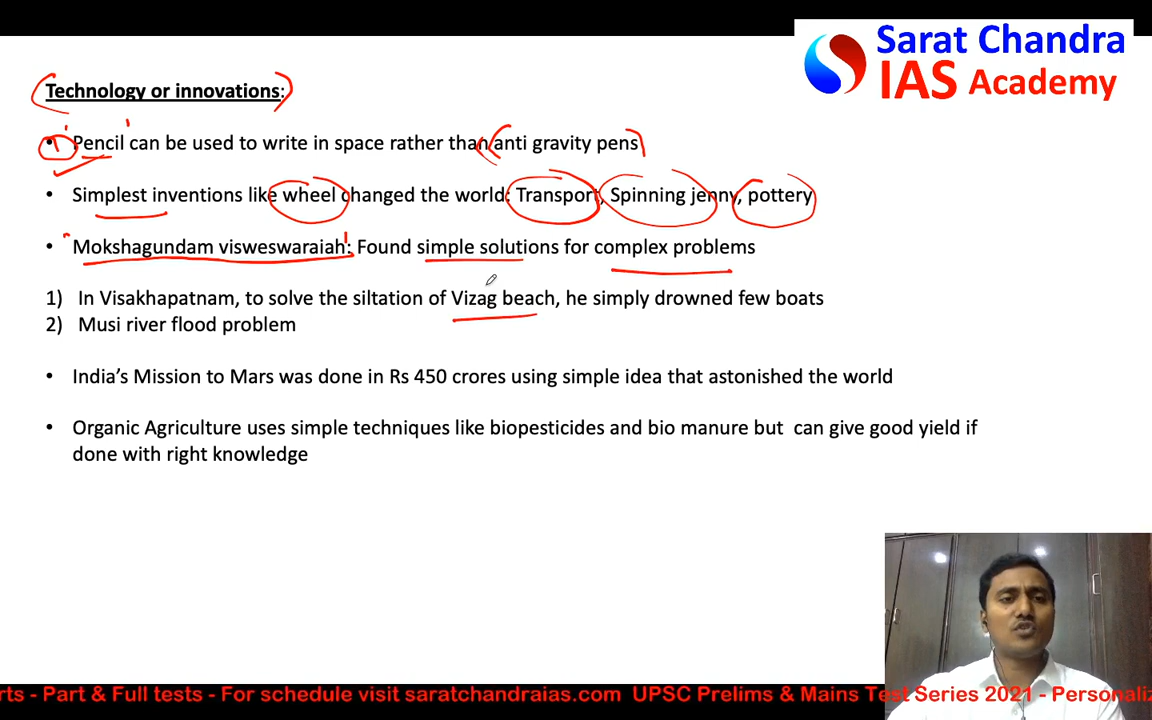 Sarat Chandra
IAS Academy
Technology or innovations:
• Pencil can be used to write in space rather than anti gravity pens
• Simplest inventions like wheel changed the world: Transport, Spinning jenny, pottery
• Mokshagundam visweswaraiah: Found simple solutions for complex problems
1) In Visakhapatnam, to solve the siltation of Vizag beach, he simply drowned few boats
2) Musi river flood problem
• India's Mission to Mars was done in Rs 450 crores using simple idea that astonished the world
• Organic Agriculture uses simple techniques like biopesticides and bio manure but can give good yield if
done with right knowledge
rts - Part & Full tests - For schedule visit saratchandraias.com UPSC Prelims & Mains Test Series 2021 - Personaliz